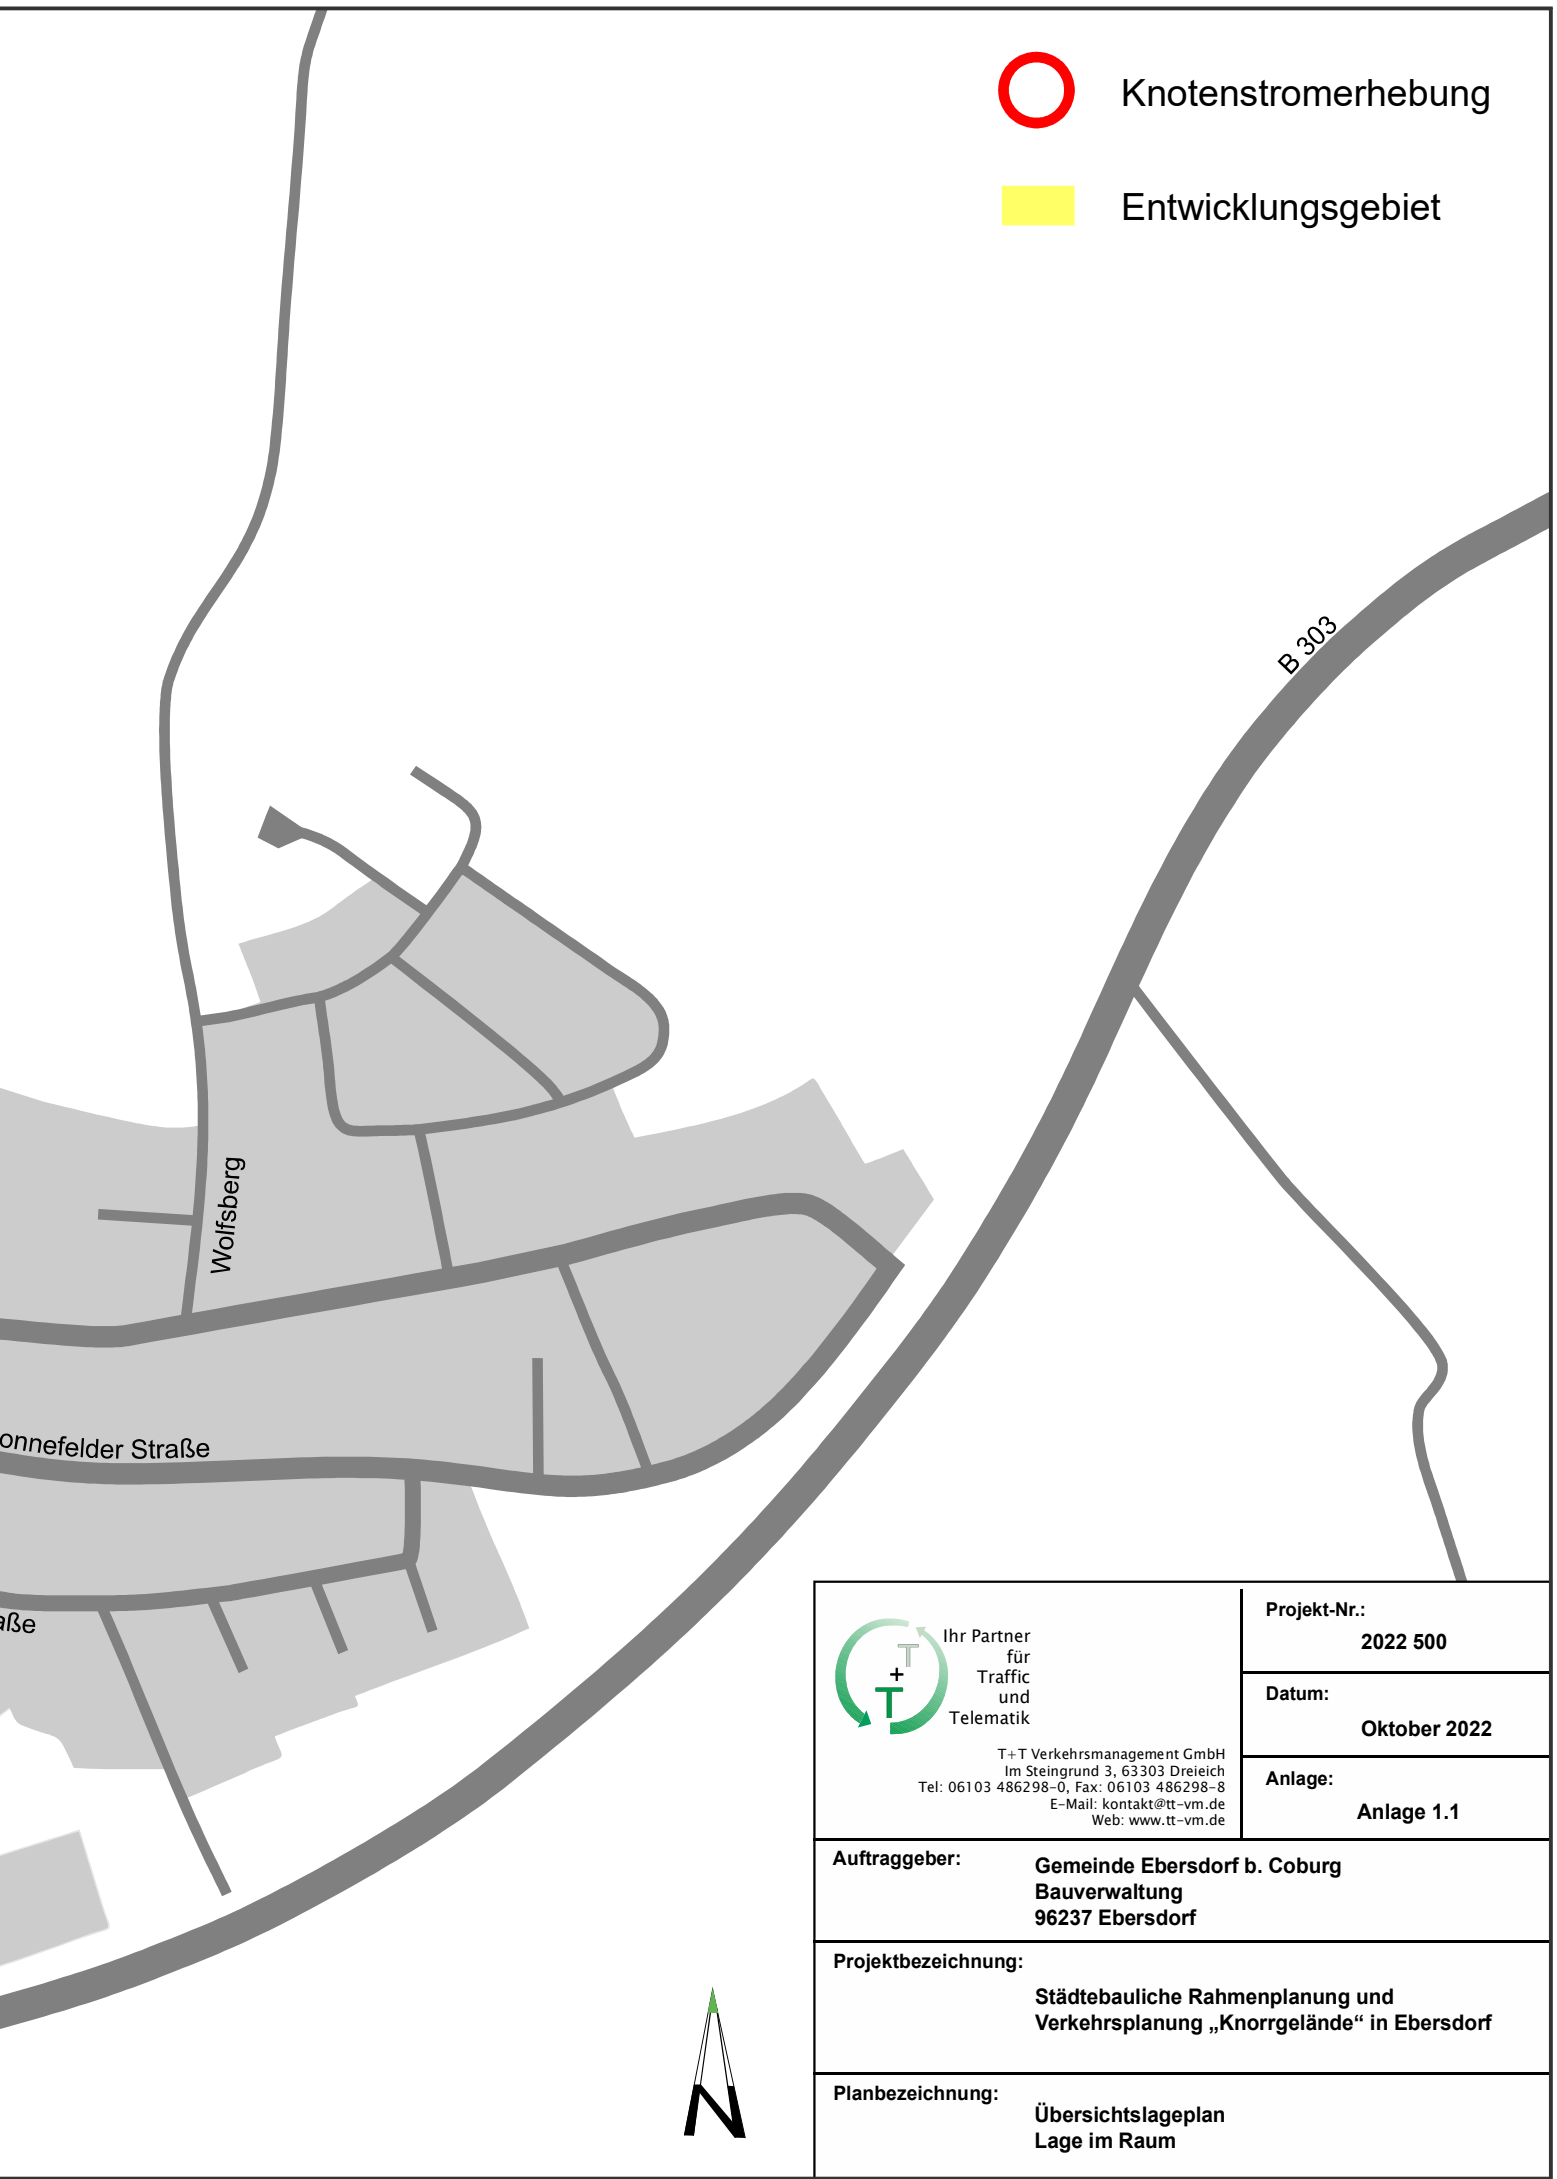 Knotenstromerhebung
Entwicklungsgebiet
B 303
Wolfsberg
onnefelder Straße
aße
T
+
T
Ihr Partner
für
Traffic
und
Telematik
T+T Verkehrsmanagement GmbH
Im Steingrund 3, 63303 Dreieich
Tel: 06103 486298-0, Fax: 06103 486298-8
E-Mail: kontakt@tt-vm.de
Web: www.tt-vm.de
Projekt-Nr.:
2022 500
Datum:
Oktober 2022
Anlage:
Anlage 1.1
Auftraggeber:
Gemeinde Ebersdorf b. Coburg
Bauverwaltung
96237 Ebersdorf
Projektbezeichnung:
Städtebauliche Rahmenplanung und
Verkehrsplanung „Knorrgelände“ in Ebersdorf
Planbezeichnung:
Übersichtslageplan
Lage im Raum
N